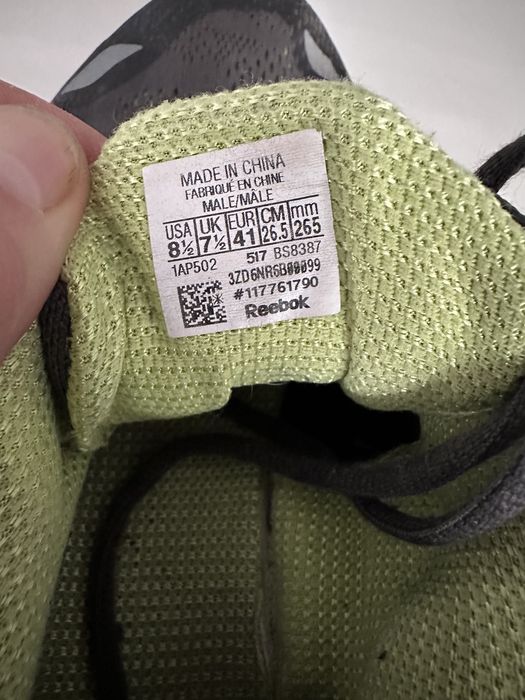 MADE IN CHINA
FABRIQUÉ EN CHINE
MALE/MÂLE
USA UK EUR CM mm
8½ 7½ 41 26.5 265
1AP502 517 BS8387
#117761790
Reebok